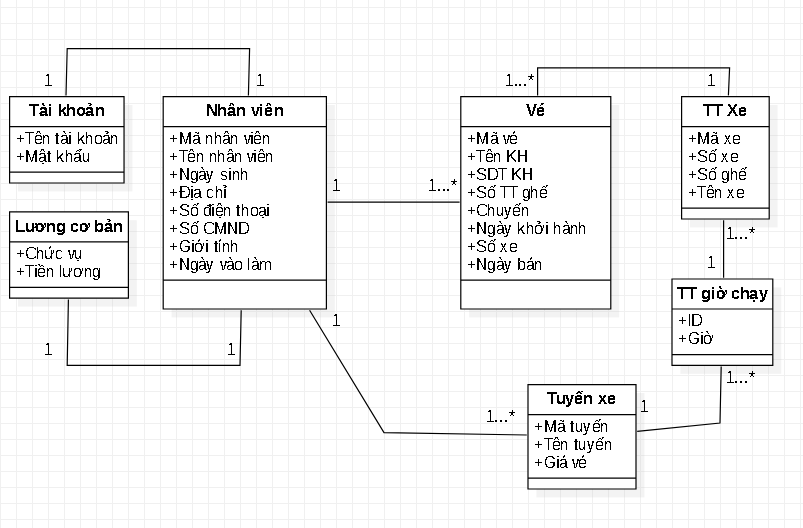 1
1
Tài khoản
+Tên tài khoản
+Mật khẩu
Nhân viên
+Mã nhân viên
+Tên nhân viên
+Ngày sinh
+Địa chỉ
+Số điện thoại
+Số CMND
+Giới tính
+Ngày vào làm
Lương cơ bản
+Chức vụ
+Tiền lương
1
1
1
1...*
1...*
1
Vé
+Mã vé
+Tên KH
+SDT KH
+Số TT ghế
+Chuyến
+Ngày khởi hành
+Số xe
+Ngày bán
TT Xe
+Mã xe
+Số xe
+Số ghế
+Tên xe
1...*
1
TT giờ chạy
+ID
+Giờ
1...*
1
1
1...*
Tuyến xe
+Mã tuyến
+Tên tuyến
+Giá vé